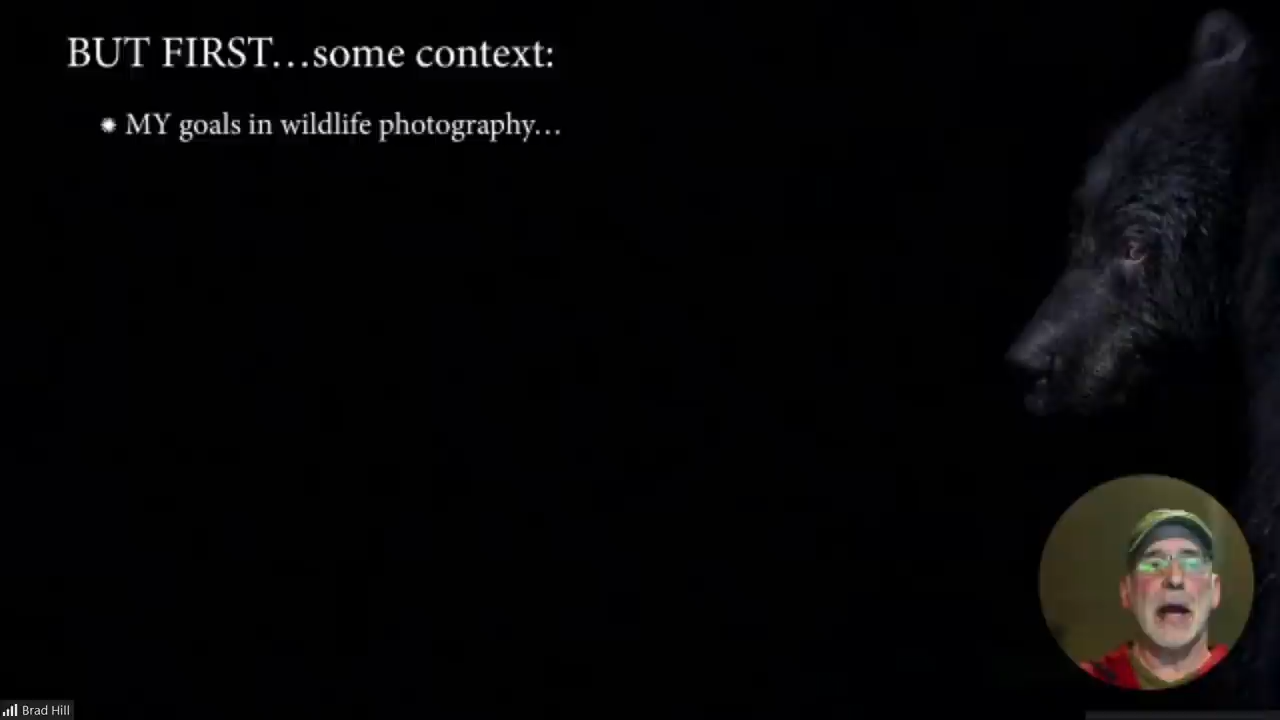 BUT FIRST…some context:
MY goals in wildlife photography…
Brad Hill